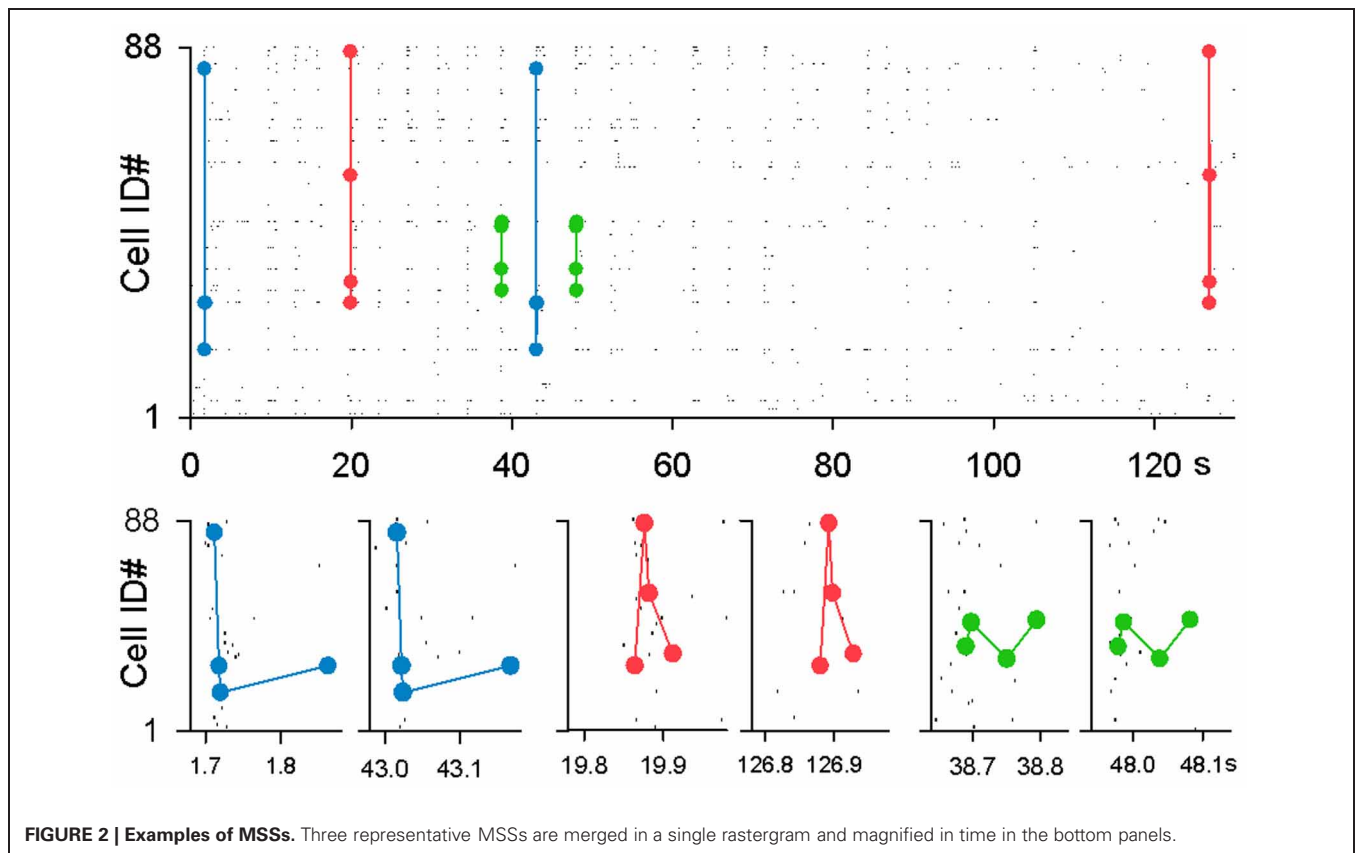 88
Cell ID#
1
0 20 40 60 80 100 120 s
88
Cell ID#
1
1.7 1.8 43.0 43.1 19.8 19.9 126.8 126.9 38.7 38.8 48.0 48.1s
FIGURE 2 | Examples of MSSs. Three representative MSSs are merged in a single rastergram and magnified in time in the bottom panels.